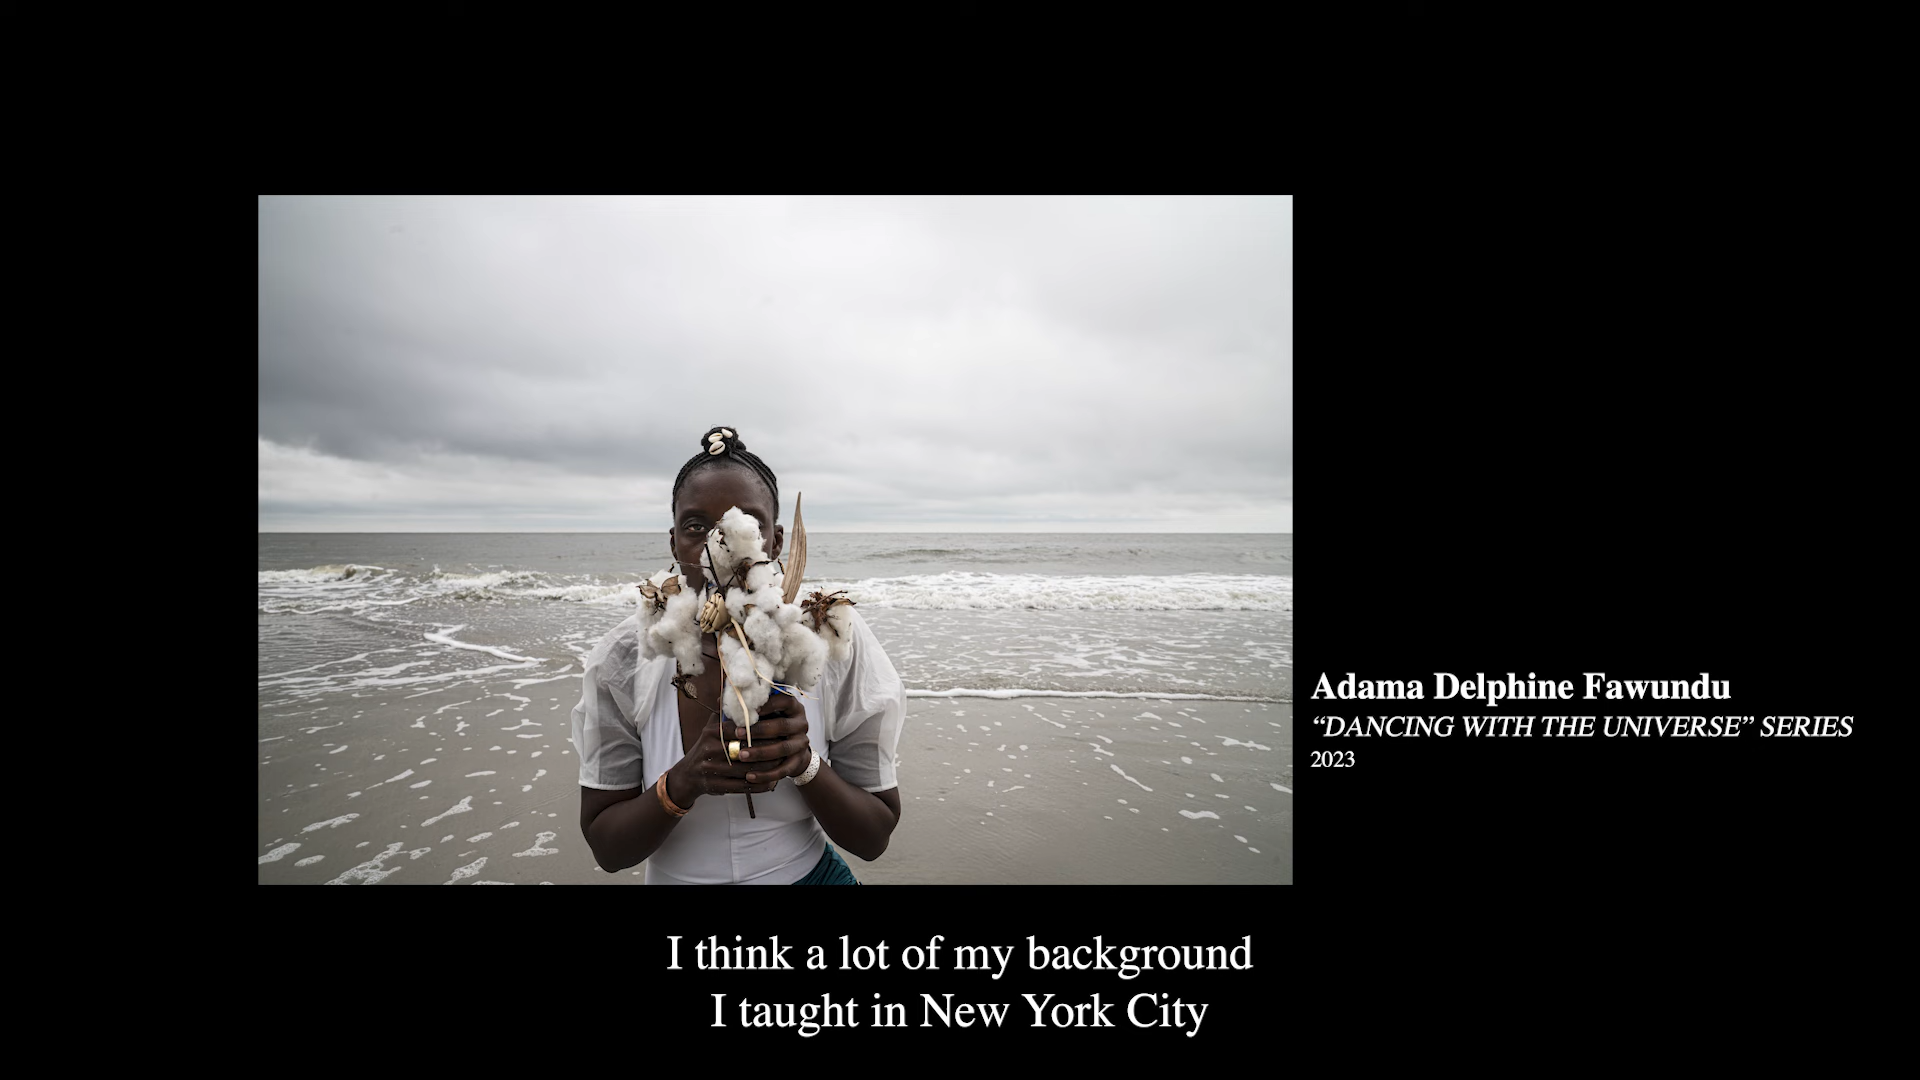 Adama Delphine Fawundu
“DANCING WITH THE UNIVERSE” SERIES
2023
I think a lot of my background
I taught in New York City